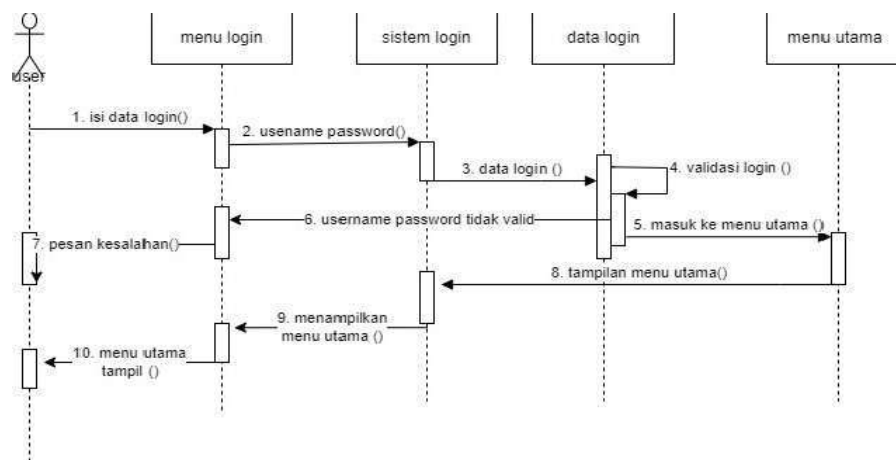 menu login
sistem login
data login
menu utama
user
1. isi data login()
2. usename password()
3. data login ()
4. validasi login ()
6. username password tidak valid
5. masuk ke menu utama ()
7. pesan kesalahan()
8. tampilan menu utama()
9. menampilkan
menu utama ()
10. menu utama
tampil ()